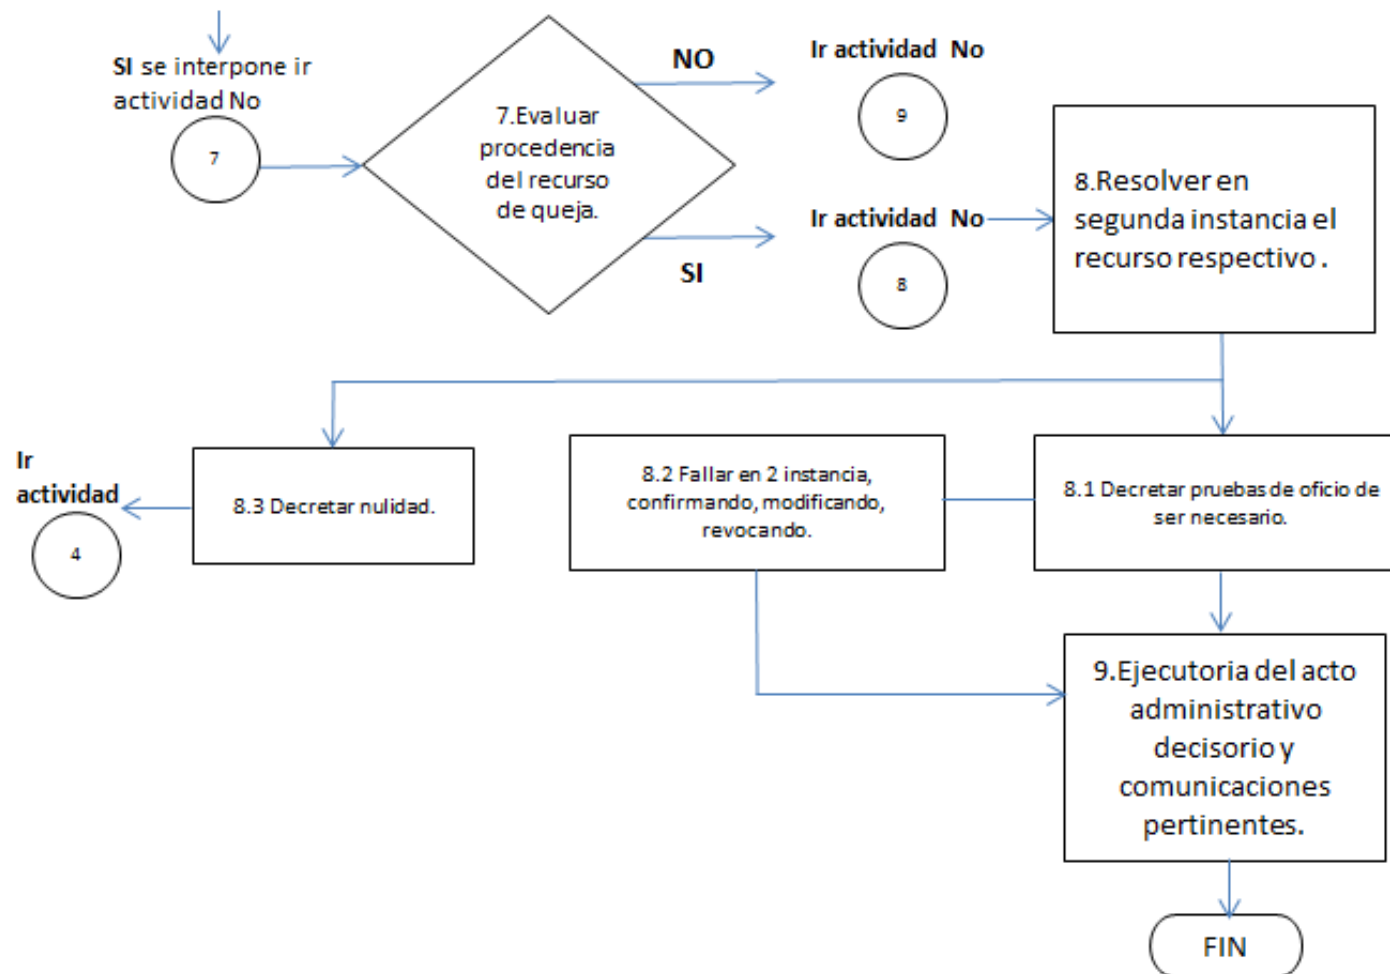 SI se interpone ir
actividad No
7
7.Evaluar
procedencia
del recurso
de queja.
NO
SI
Ir actividad No
9
Ir actividad No
8
8.Resolver en
segunda instancia el
recurso respectivo .
Ir
actividad
4
8.3 Decretar nulidad.
8.2 Fallar en 2 instancia,
confirmando, modificando,
revocando.
8.1 Decretar pruebas de oficio de
ser necesario.
9.Ejecutoria del acto
administrativo
decisorio y
comunicaciones
pertinentes.
FIN